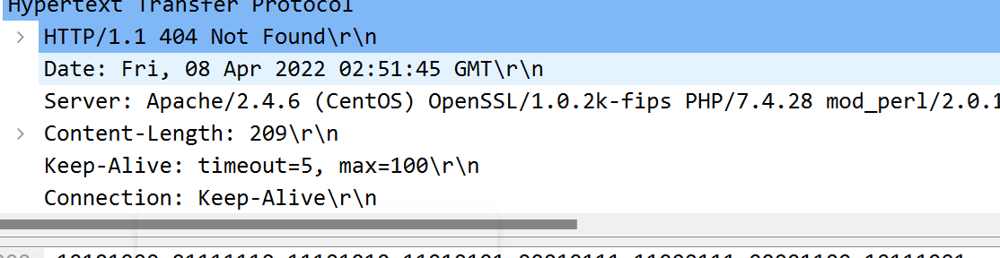 Hypertext Transfer Protocol
HTTP/1.1 404 Not Found\r\n
Date: Fri, 08 Apr 2022 02:51:45 GMT\r\n
Server: Apache/2.4.6 (CentOS) OpenSSL/1.0.2k-fips PHP/7.4.28 mod_perl/2.0.1
Content-Length: 209\r\n
Keep-Alive: timeout=5, max=100\r\n
Connection: Keep-Alive\r\n